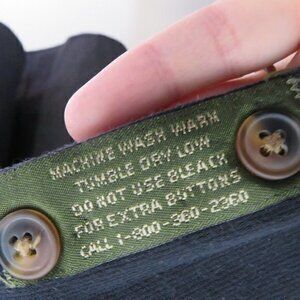 MACHINE WASH WARM
TUMBLE DRY LOW
DO NOT USE BLEACH
FOR EXTRA BUTTONS
CALL 1-800-360-2360